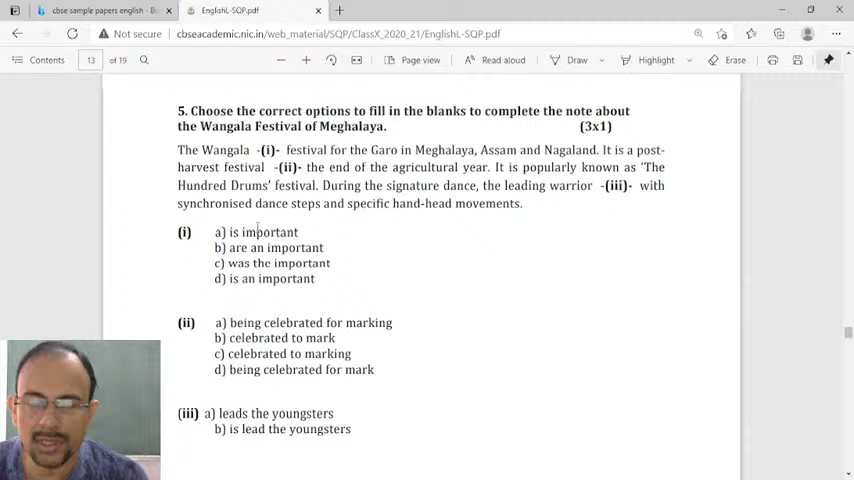 cbse sample papers english - B
EnglishL-SQP.pdf
Not secure
cbseacademic.nic.in/web_material/SQP/ClassX_2020_21/EnglishL-SQP.pdf
Contents
13 of 19
Page view
Read aloud
Draw
Highlight
Erase
5. Choose the correct options to fill in the blanks to complete the note about
the Wangala Festival of Meghalaya. (3x1)
The Wangala -(i)- festival for the Garo in Meghalaya, Assam and Nagaland. It is a post-
harvest festival -(ii)- the end of the agricultural year. It is popularly known as 'The
Hundred Drums' festival. During the signature dance, the leading warrior -(iii)- with
synchronised dance steps and specific hand-head movements.
(i) a) is important
b) are an important
c) was the important
d) is an important
(ii) a) being celebrated for marking
b) celebrated to mark
c) celebrated to marking
d) being celebrated for mark
(iii) a) leads the youngsters
b) is lead the youngsters